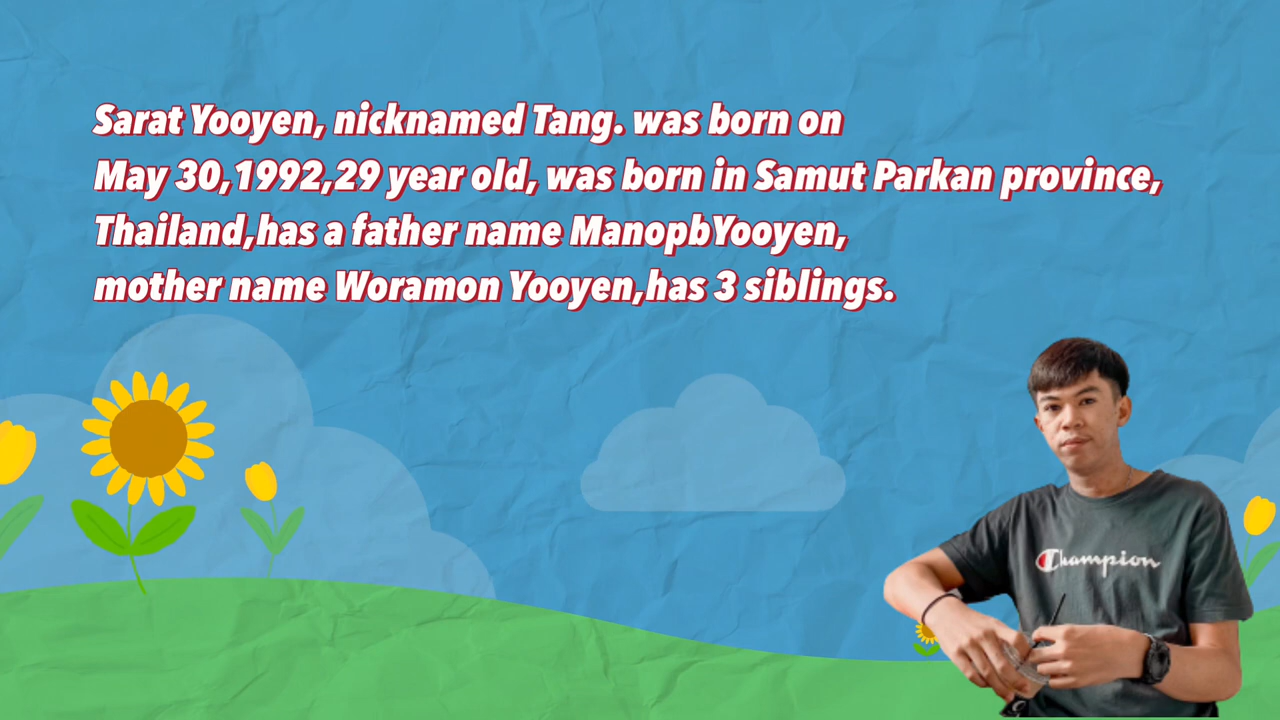 Sarat Yooyen, nicknamed Tang. was born on
May 30,1992,29 year old, was born in Samut Parkan province,
Thailand,has a father name ManopbYooyen,
mother name Woramon Yooyen,has 3 siblings.
Champion